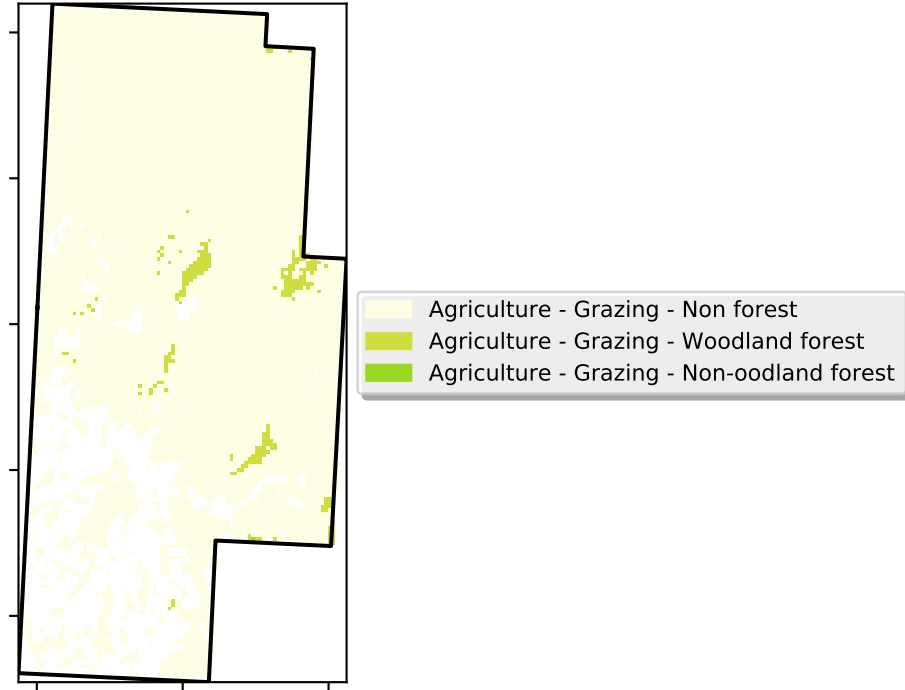 Agriculture - Grazing - Non forest
Agriculture - Grazing - Woodland forest
Agriculture - Grazing - Non-oodland forest